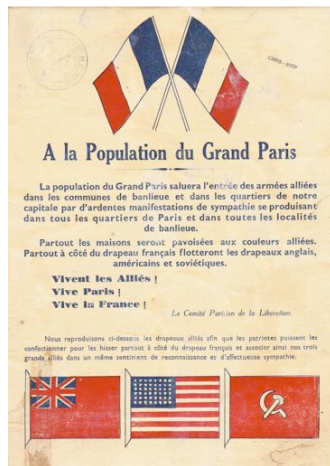 CNRS - IHTP
A la Population du Grand Paris
La population du Grand Paris saluera l'entrée des armées alliées
dans les communes de banlieue et dans les quartiers de notre
capitale par d'ardentes manifestations de sympathie se produisant
dans tous les quartiers de Paris et dans toutes les localités
de banlieue.
Partout les maisons seront pavoisées aux couleurs alliées.
Partout à côté du drapeau français flotteront les drapeaux anglais,
américains et soviétiques.
Vivent les Alliés !
Vive Paris !
Vive la France !
Le Comité Parisien de la Libération.
Nous reproduisons ci-dessous les drapeaux alliés afin que les patriotes puissent les
confectionner pour les hisser partout à côté du drapeau français et associer ainsi nos trois
grands alliés dans un même sentiment de reconnaissance et d'affectueuse sympathie.